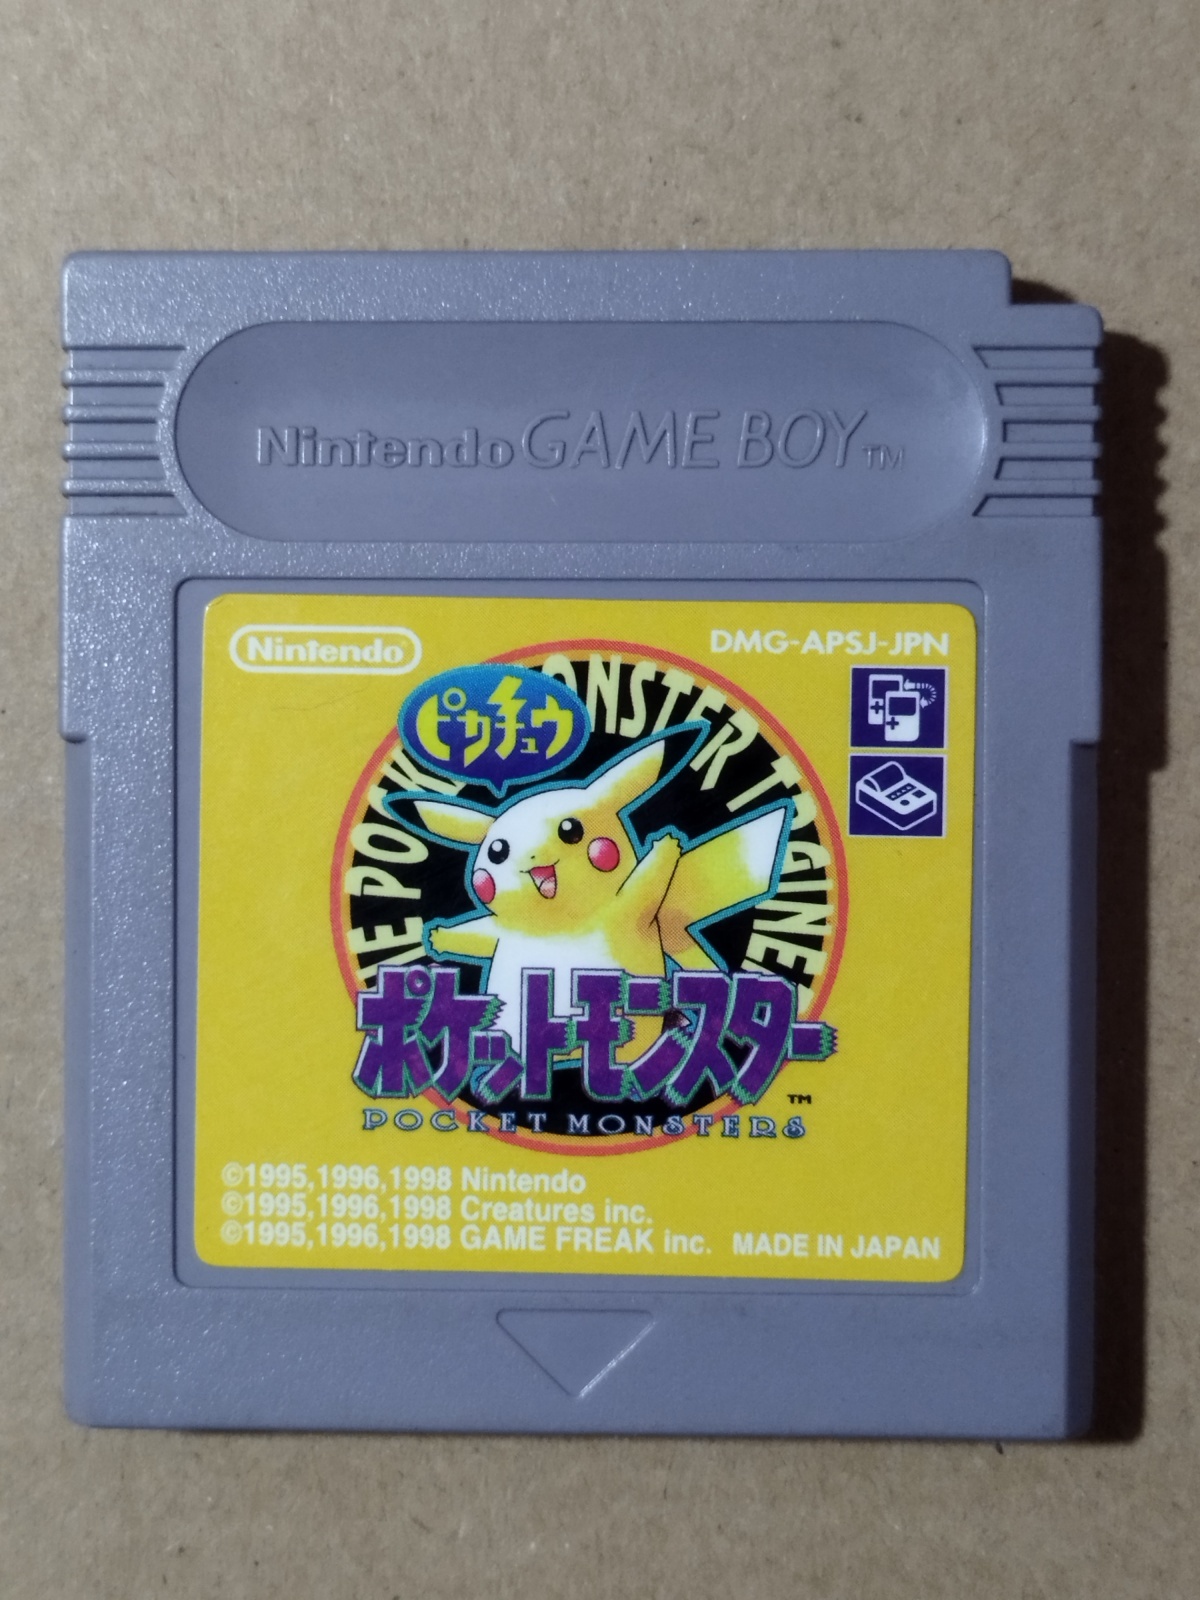 Nintendo GAME BOY TM
Nintendo
DMG-APSJ-JPN
ピカチュウ
MONSTER
ポケットモンスター
TM
POCKET MONSTERS
©1995,1996,1998 Nintendo
©1995,1996,1998 Creatures inc.
©1995,1996,1998 GAME FREAK inc. MADE IN JAPAN